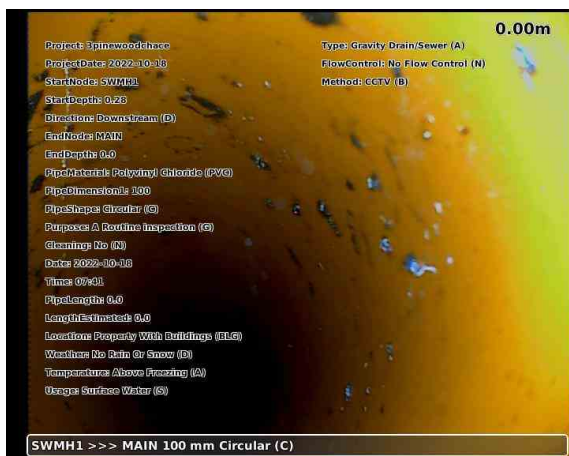 0.00m
Project: 3pinewoodchace
ProjectDate: 2022-10-18
StartNode: SWMH1
StartDepth: 0.28
Direction: Downstream (D)
EndNode: MAIN
EndDepth: 0.0
PipeMaterial: Polyvinyl Chloride (PVC)
PipeDimension1: 100
PipeShape: Circular (C)
Purpose: A Routine inspection (G)
Cleaning: No (N)
Date: 2022-10-18
Time: 07:41
PipeLength: 0.0
LengthEstimated: 0.0
Location: Property With Buildings (BLG)
Weather: No Rain Or Snow (D)
Temperature: Above Freezing (A)
Usage: Surface Water (S)
Type: Gravity Drain/Sewer (A)
FlowControl: No Flow Control (N)
Method: CCTV (B)
SWMH1 >>> MAIN 100 mm Circular (C)